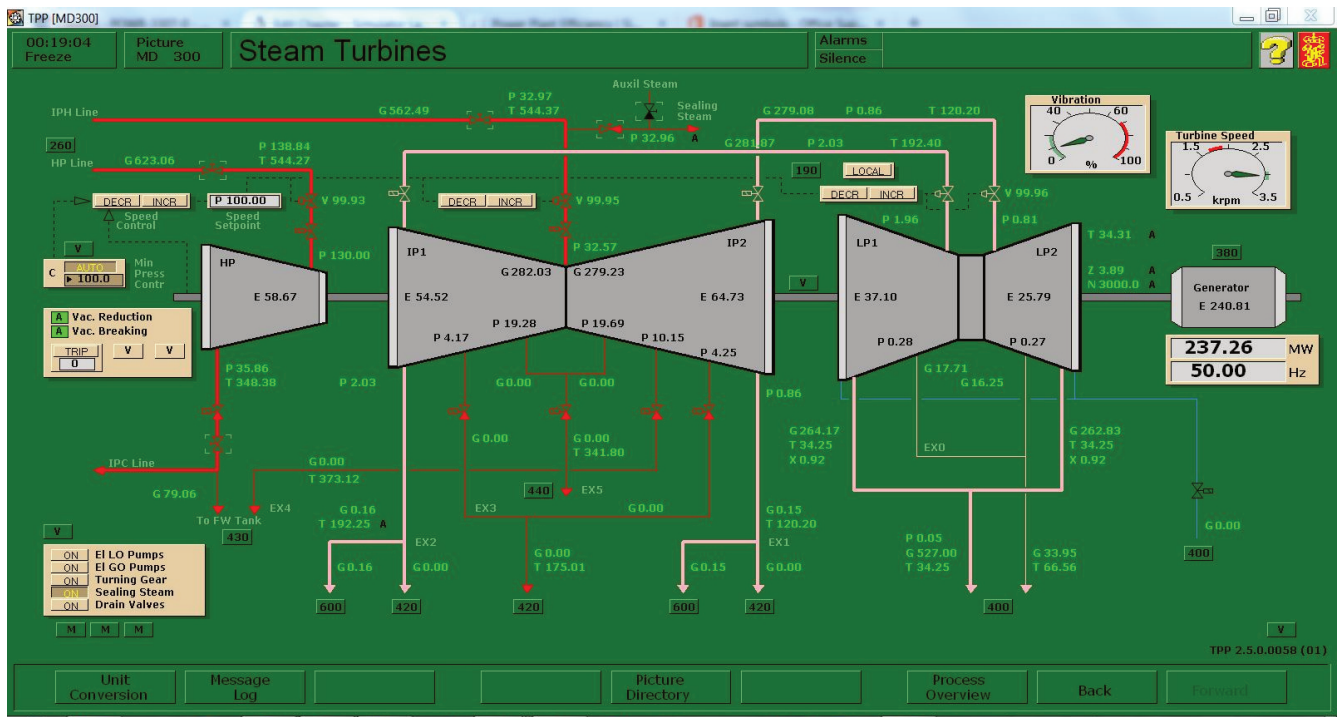 TPP [MD300]
00:19:04
Freeze
Picture
MD 300
Steam Turbines
Alarms
Silence
Auxil Steam
IPH Line
G 562.49
P 32.97
T 544.37
Sealing
Steam
P 32.96 A
G 279.08 P 0.86 T 120.20
Vibration
40 60
0 % 100
Turbine Speed
1.5 2.5
0.5 krpm 3.5
260
HP Line
G 623.06
P 138.84
T 544.27
G 281.87 P 2.03 T 192.40
190
LOCAL
DECR INCR
Speed
Control
P 100.00
Speed
Setpoint
V 99.93
DECR INCR
V 99.95
DECR INCR
V 99.96
P 1.96
P 0.81
V
C AUTO
100.0
Min
Press
Contr
HP
P 130.00
IP1
P 32.57
IP2
LP1
LP2
T 34.31 A
380
G 282.03
G 279.23
V
Z 3.89 A
N 3000.0 A
Generator
E 240.81
E 58.67
E 54.52
E 64.73
E 37.10
E 25.79
A Vac. Reduction
A Vac. Breaking
TRIP
0
V
V
P 4.17
P 19.28
P 19.69
P 10.15
P 4.25
P 0.28
P 0.27
237.26 MW
50.00 Hz
P 35.86
T 348.38
P 2.03
G 0.00
G 0.00
P 0.86
G 17.71
G 16.25
G 264.17
T 34.25
X 0.92
G 262.83
T 34.25
X 0.92
G 0.00
G 0.00
T 341.80
EX0
IPC Line
G 0.00
T 373.12
G 79.06
To FW Tank
EX4
430
440
EX5
EX3
G 0.00
G 0.16
T 192.25 A
EX2
G 0.15
T 120.20
EX1
G 0.00
400
V
ON El LO Pumps
ON El GO Pumps
ON Turning Gear
ON Sealing Steam
ON Drain Valves
G 0.16
G 0.00
G 0.00
T 175.01
G 0.15
G 0.00
P 0.05
G 527.00
T 34.25
G 33.95
T 66.56
600
420
420
600
420
400
M
M
M
V
TPP 2.5.0.0058 (01)
Unit
Conversion
Message
Log
Picture
Directory
Process
Overview
Back
Forward